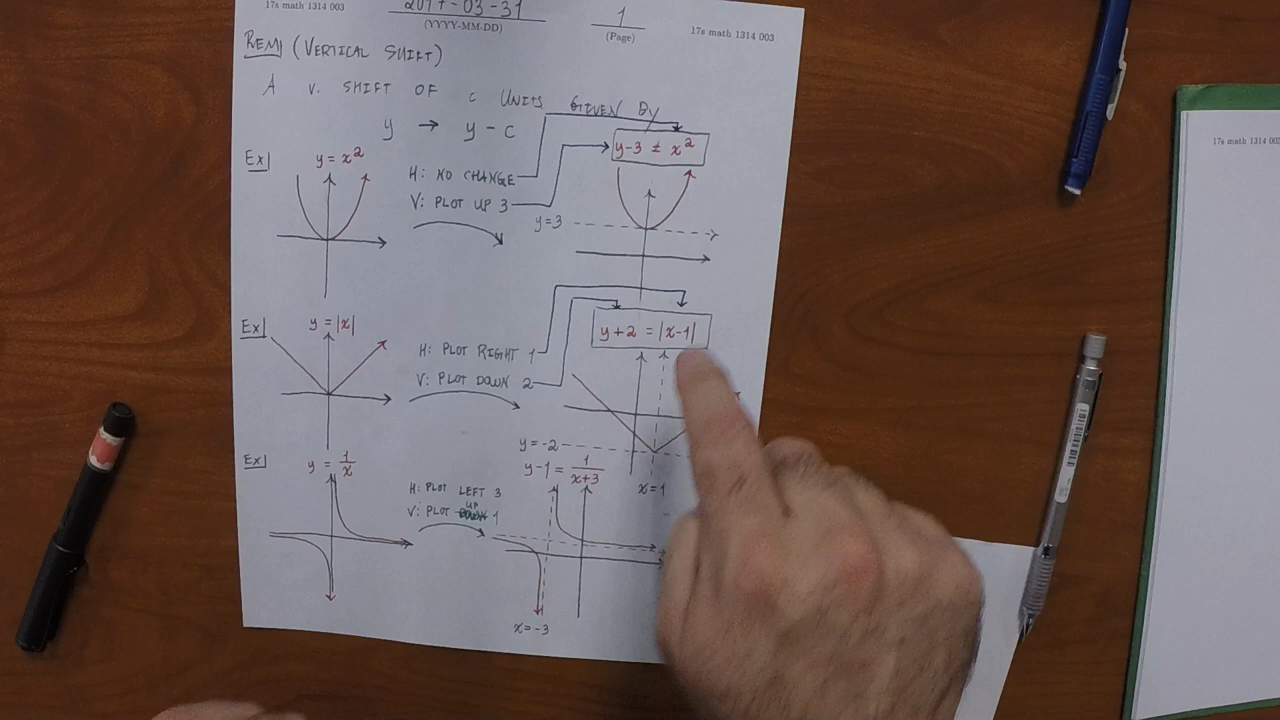 17s math 1314 003
2017-03-31
(YYYY-MM-DD)
1
(Page)
17s math 1314 003
REM (VERTICAL SHIFT)
A V. SHIFT OF c UNITS GIVEN BY
y → y - c
Ex
y = x²
H: NO CHANGE
V: PLOT UP 3
y-3 = x²
y=3
Ex
y = |x|
H: PLOT RIGHT 1
V: PLOT DOWN 2
y+2 = |x-1|
y=-2
x=1
Ex
y = 1/x
H: PLOT LEFT 3
V: PLOT UP 1
y-1 = 1/x+3
x=-3
17s math 1314 003